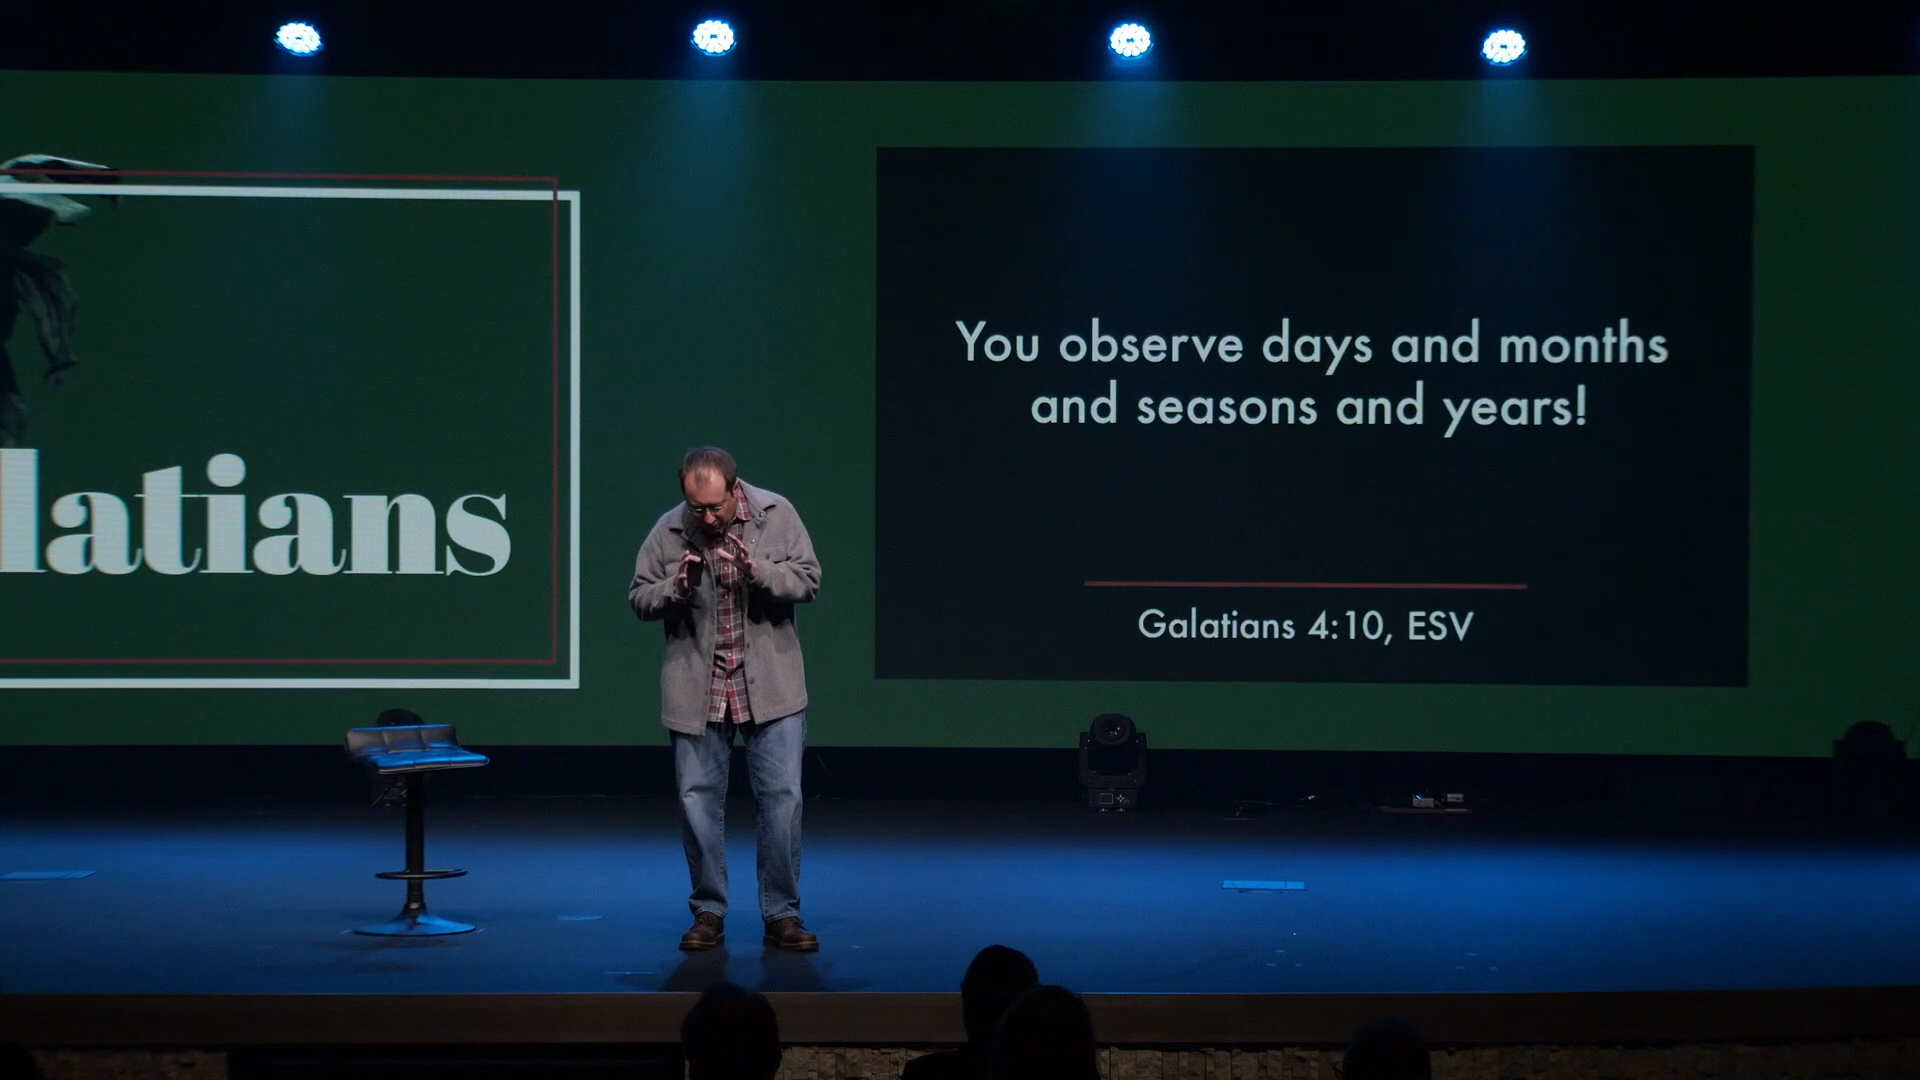 latians
You observe days and months
and seasons and years!
Galatians 4:10, ESV